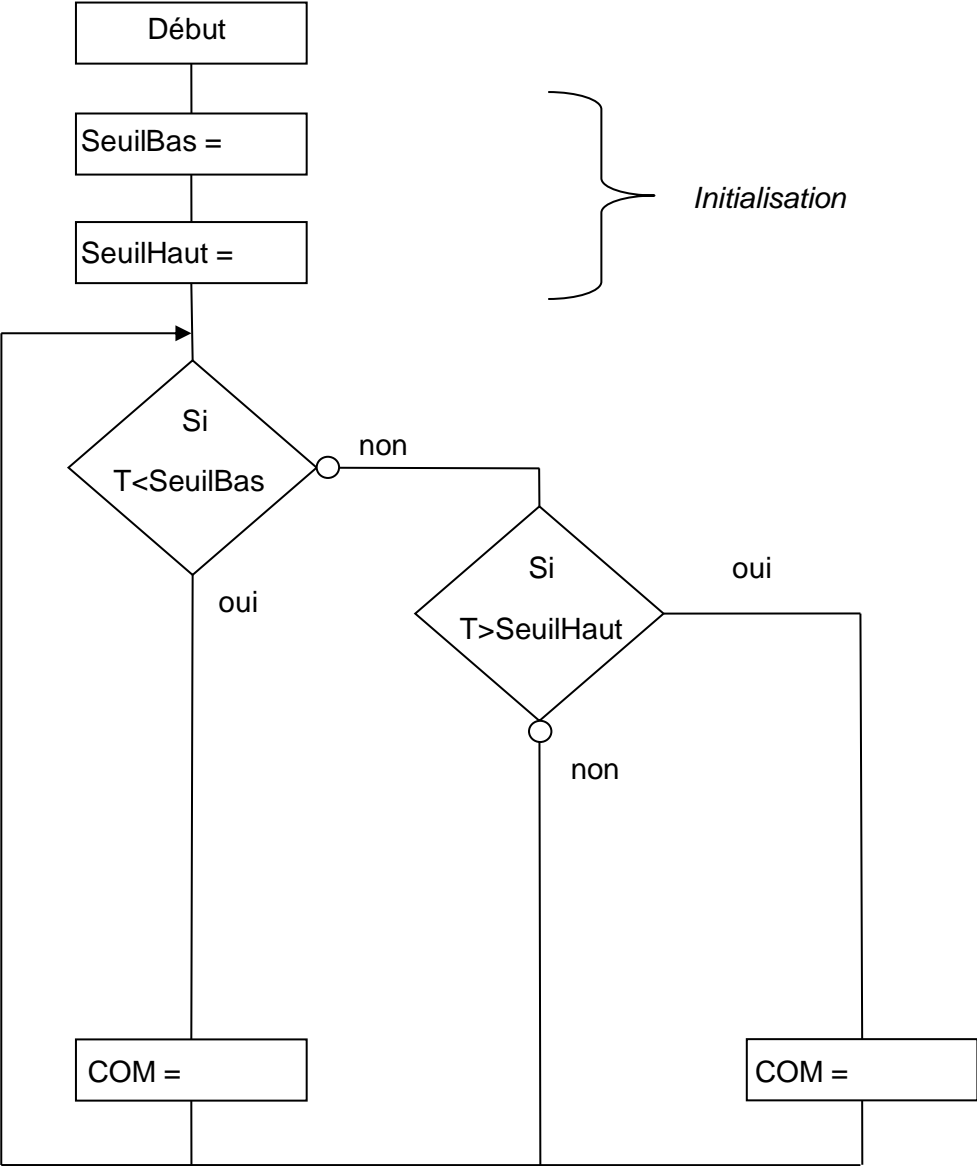 Début
SeuilBas =
Initialisation
SeuilHaut =
Si
T<SeuilBas
non
oui
Si
T>SeuilHaut
oui
non
COM =
COM =